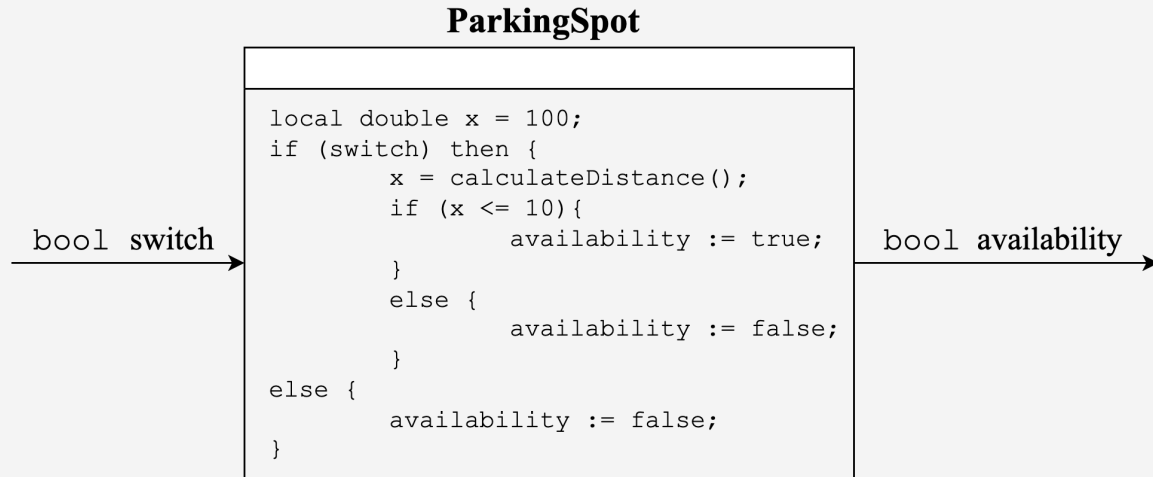 ParkingSpot
local double x = 100;
if (switch) then {
x = calculateDistance();
if (x <= 10){
availability := true;
}
else {
availability := false;
}
else {
availability := false;
}
bool switch
bool availability